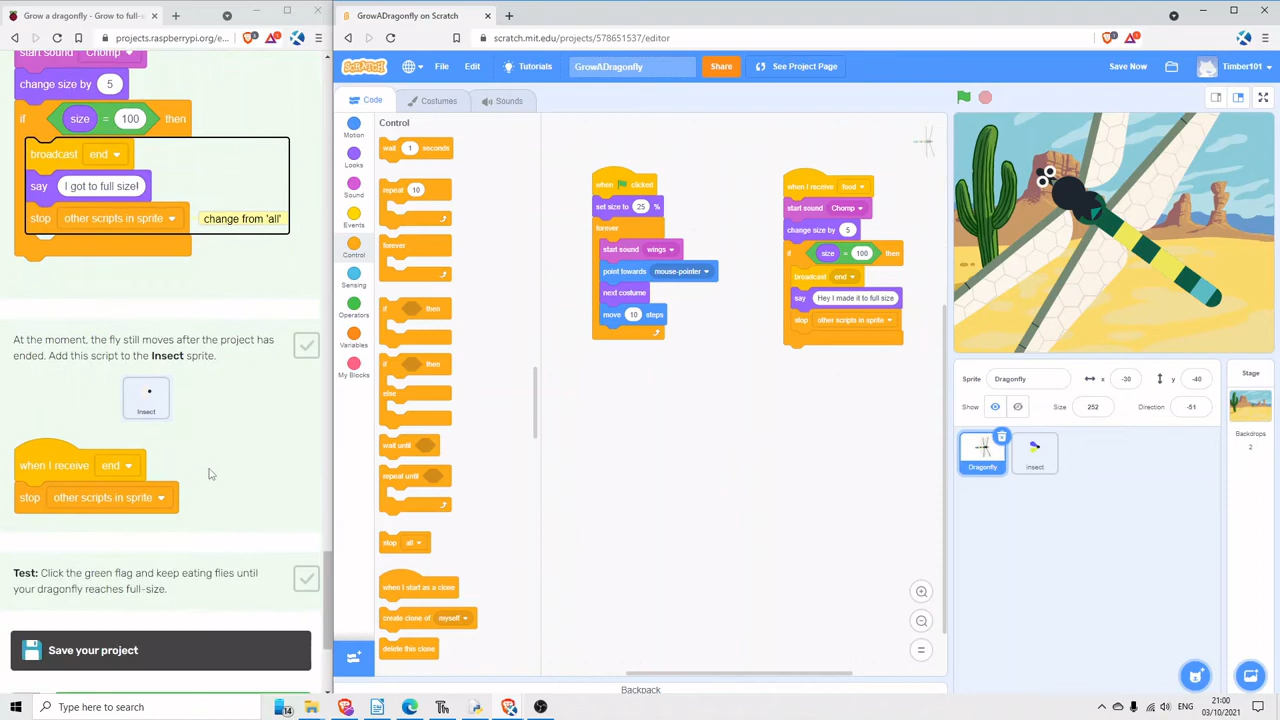 Grow a dragonfly - Grow to full-s
projects.raspberrypi.org/e...
start sound Chomp
change size by 5
if size = 100 then
broadcast end
say I got to full size!
stop other scripts in sprite change from 'all'
At the moment, the fly still moves after the project has
ended. Add this script to the Insect sprite.
Insect
when I receive end
stop other scripts in sprite
Test: Click the green flag and keep eating flies until
your dragonfly reaches full-size.
Save your project
GrowADragonfly on Scratch
scratch.mit.edu/projects/578651537/editor
SCRATCH File Edit Tutorials GrowADragonfly Share See Project Page Save Now Timber101
Code Costumes Sounds
Motion
Looks
Sound
Events
Control
Sensing
Operators
Variables
My Blocks
Control
wait 1 seconds
repeat 10
forever
if then
if then
else
wait until
repeat until
stop all
when I start as a clone
create clone of myself
delete this clone
when clicked
set size to 25 %
forever
start sound wings
point towards mouse-pointer
next costume
move 10 steps
when I receive food
start sound Chomp
change size by 5
if size = 100 then
broadcast end
say Hey I made it to full size
stop other scripts in sprite
Backpack
Sprite Dragonfly x -30 y -40
Show Size 252 Direction -51
Dragonfly
insect
Stage
Backdrops
2
Type here to search
14
ENG
21:00
03/10/2021